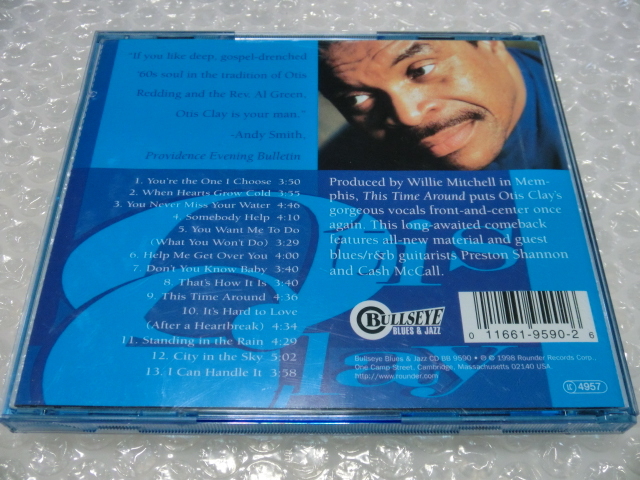 "If you like deep, gospel-drenched
'60s soul in the tradition of Otis
Redding and the Rev. Al Green,
Otis Clay is your man."
-Andy Smith,
Providence Evening Bulletin
1. You're the One I Choose 3:50
2. When Hearts Grow Cold 3:55
3. You Never Miss Your Water 4:46
4. Somebody Help 4:10
5. You Want Me To Do
(What You Won't Do) 3:29
6. Help Me Get Over You 4:00
7. Don't You Know Baby 3:40
8. That's How It Is 3:40
9. This Time Around 4:36
10. It's Hard to Love
(After a Heartbreak) 4:34
11. Standing in the Rain 4:29
12. City in the Sky 5:02
13. I Can Handle It 3:58
Produced by Willie Mitchell in Mem-
phis, This Time Around puts Otis Clay's
gorgeous vocals front-and-center once
again. This long-awaited comeback
features all-new material and guest
blues/r&b guitarists Preston Shannon
and Cash McCall.
BULLSEYE
BLUES & JAZZ
0 11661-9590-2 6
Bullseye Blues & Jazz CD BB 9590 • ℗ © 1998 Rounder Records Corp.,
One Camp Street, Cambridge, Massachusetts 02140 USA
http://www.rounder.com
LC 4957
Otis
Clay